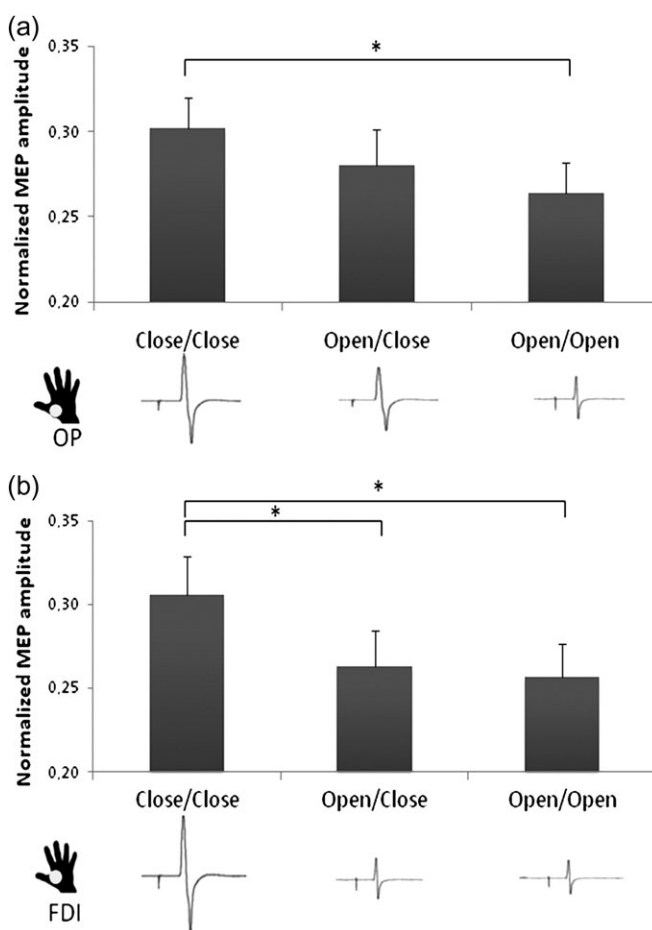 (a)
Normalized MEP amplitude
0,35
*
0,30
0,25
0,20
Close/Close Open/Close Open/Open
OP
(b)
Normalized MEP amplitude
0,35
*
*
0,30
0,25
0,20
Close/Close Open/Close Open/Open
FDI